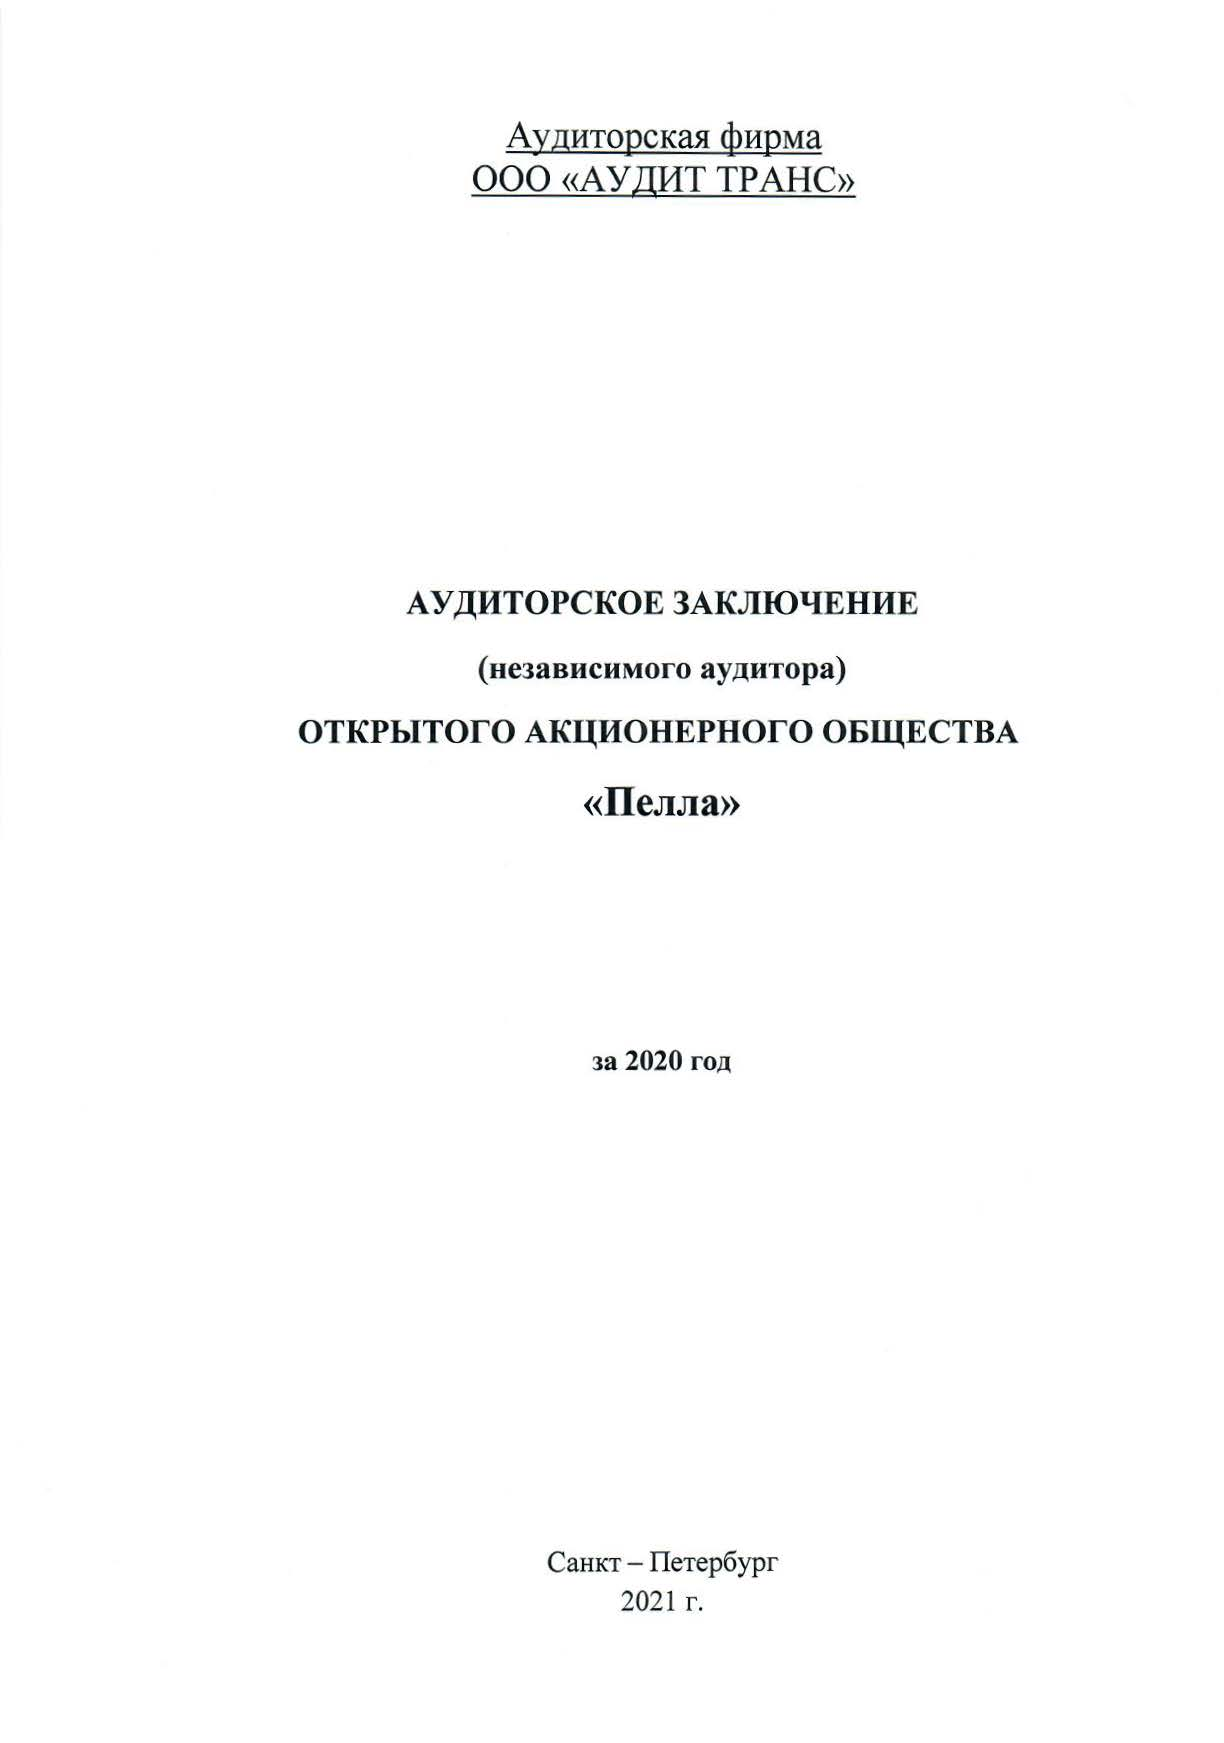 Аудиторская фирма
ООО «АУДИТ ТРАНС»
АУДИТОРСКОЕ ЗАКЛЮЧЕНИЕ
(независимого аудитора)
ОТКРЫТОГО АКЦИОНЕРНОГО ОБЩЕСТВА
«Пелла»
за 2020 год
Санкт – Петербург
2021 г.